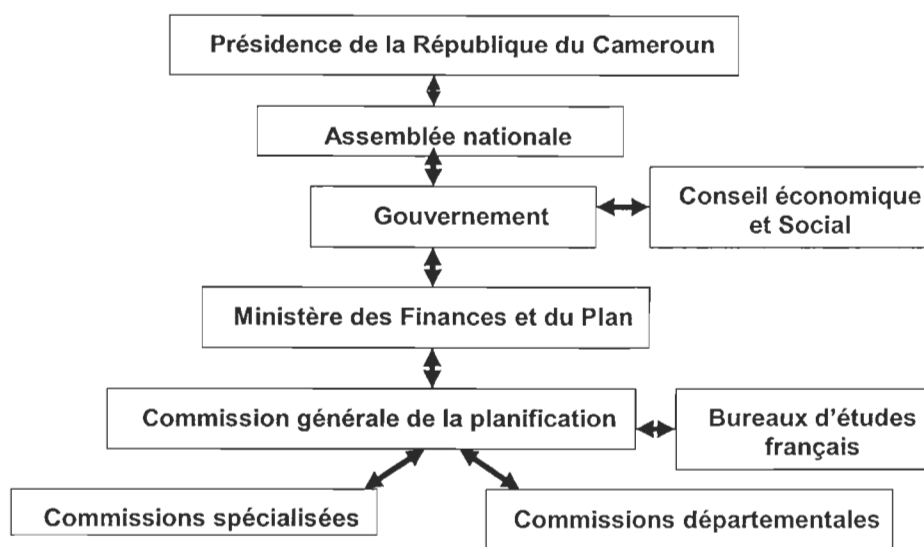 Présidence de la République du Cameroun
Assemblée nationale
Gouvernement
Conseil économique
et Social
Ministère des Finances et du Plan
Commission générale de la planification
Bureaux d'études
français
Commissions spécialisées
Commissions départementales